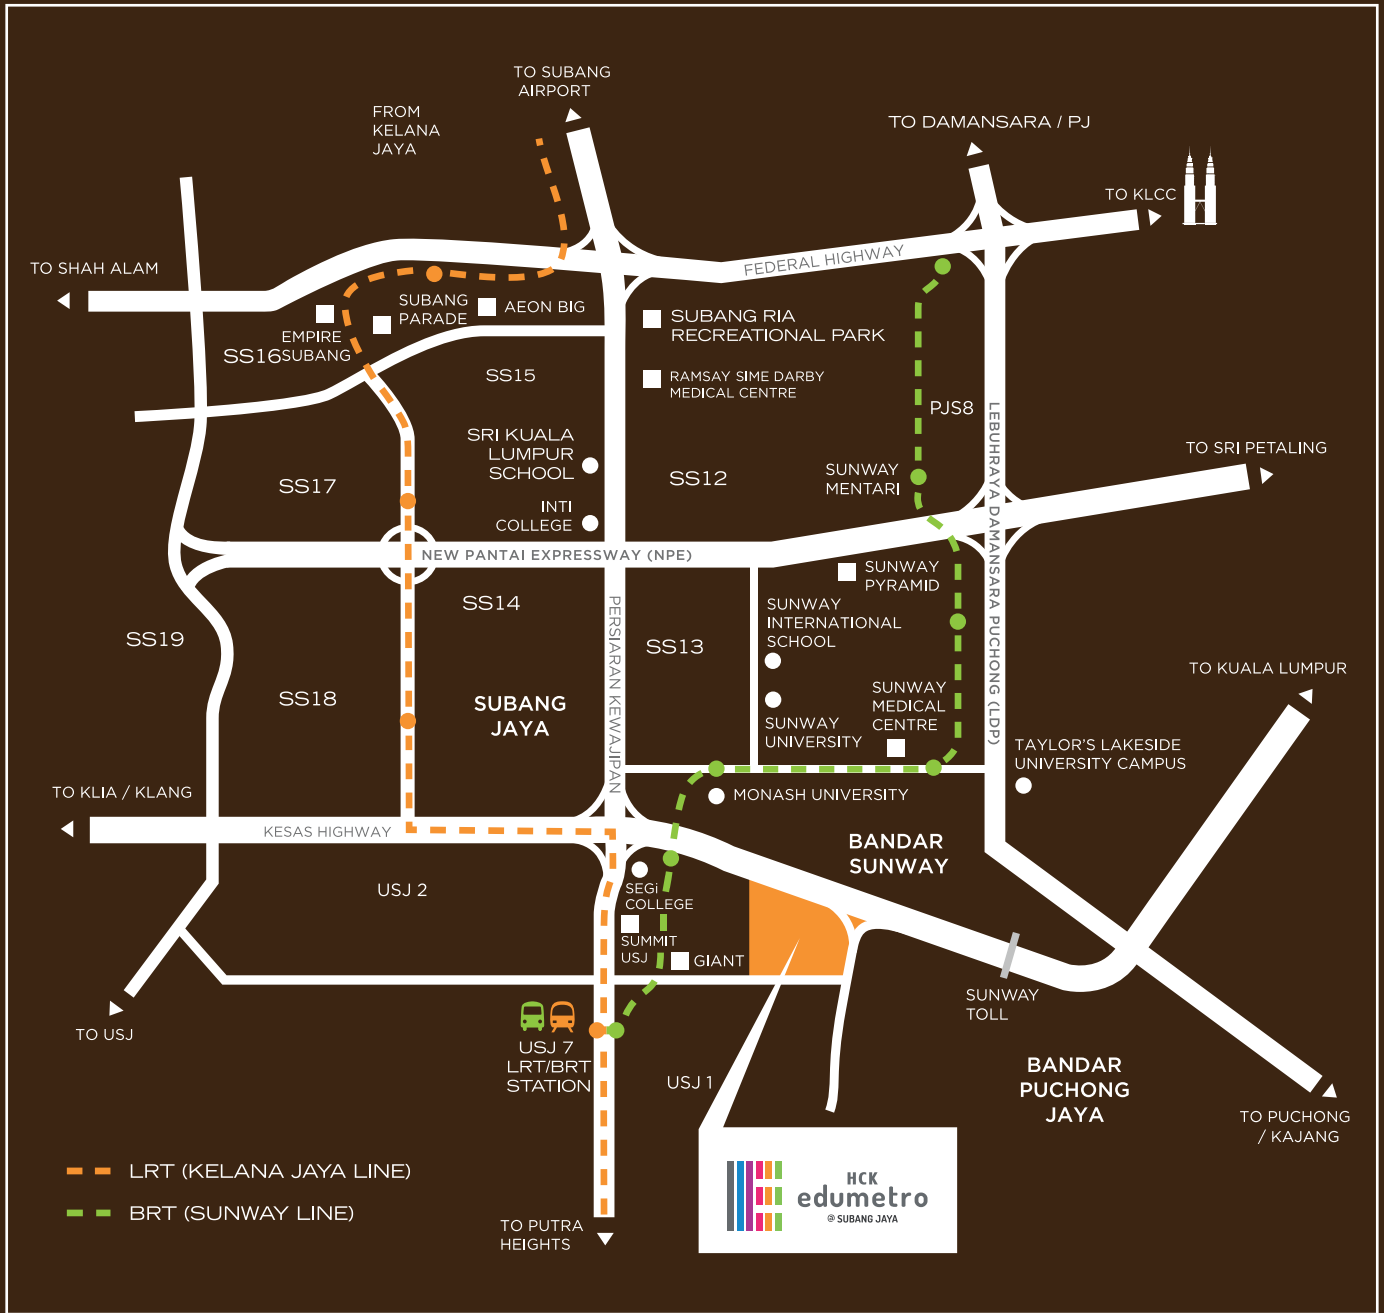 TO SUBANG
AIRPORT
FROM
KELANA
JAYA
TO DAMANSARA / PJ
TO KLCC
TO SHAH ALAM
FEDERAL HIGHWAY
SUBANG
PARADE
AEON BIG
EMPIRE
SUBANG
SS16
SUBANG RIA
RECREATIONAL PARK
SS15
RAMSAY SIME DARBY
MEDICAL CENTRE
PJS8
LEBUHRAYA DAMANSARA PUCHONG (LDP)
SRI KUALA
LUMPUR
SCHOOL
TO SRI PETALING
SS17
SS12
SUNWAY
MENTARI
INTI
COLLEGE
NEW PANTAI EXPRESSWAY (NPE)
SUNWAY
PYRAMID
SS14
PERSIARAN KEWAJIPAN
SUNWAY
INTERNATIONAL
SCHOOL
SS19
SS13
TO KUALA LUMPUR
SS18
SUBANG
JAYA
SUNWAY
MEDICAL
CENTRE
SUNWAY
UNIVERSITY
TAYLOR'S LAKESIDE
UNIVERSITY CAMPUS
TO KLIA / KLANG
MONASH UNIVERSITY
KESAS HIGHWAY
BANDAR
SUNWAY
USJ 2
SEGi
COLLEGE
SUMMIT
USJ
GIANT
SUNWAY
TOLL
TO USJ
USJ 7
LRT/BRT
STATION
USJ 1
BANDAR
PUCHONG
JAYA
TO PUCHONG
/ KAJANG
LRT (KELANA JAYA LINE)
BRT (SUNWAY LINE)
HCK
edumetro
@ SUBANG JAYA
TO PUTRA
HEIGHTS